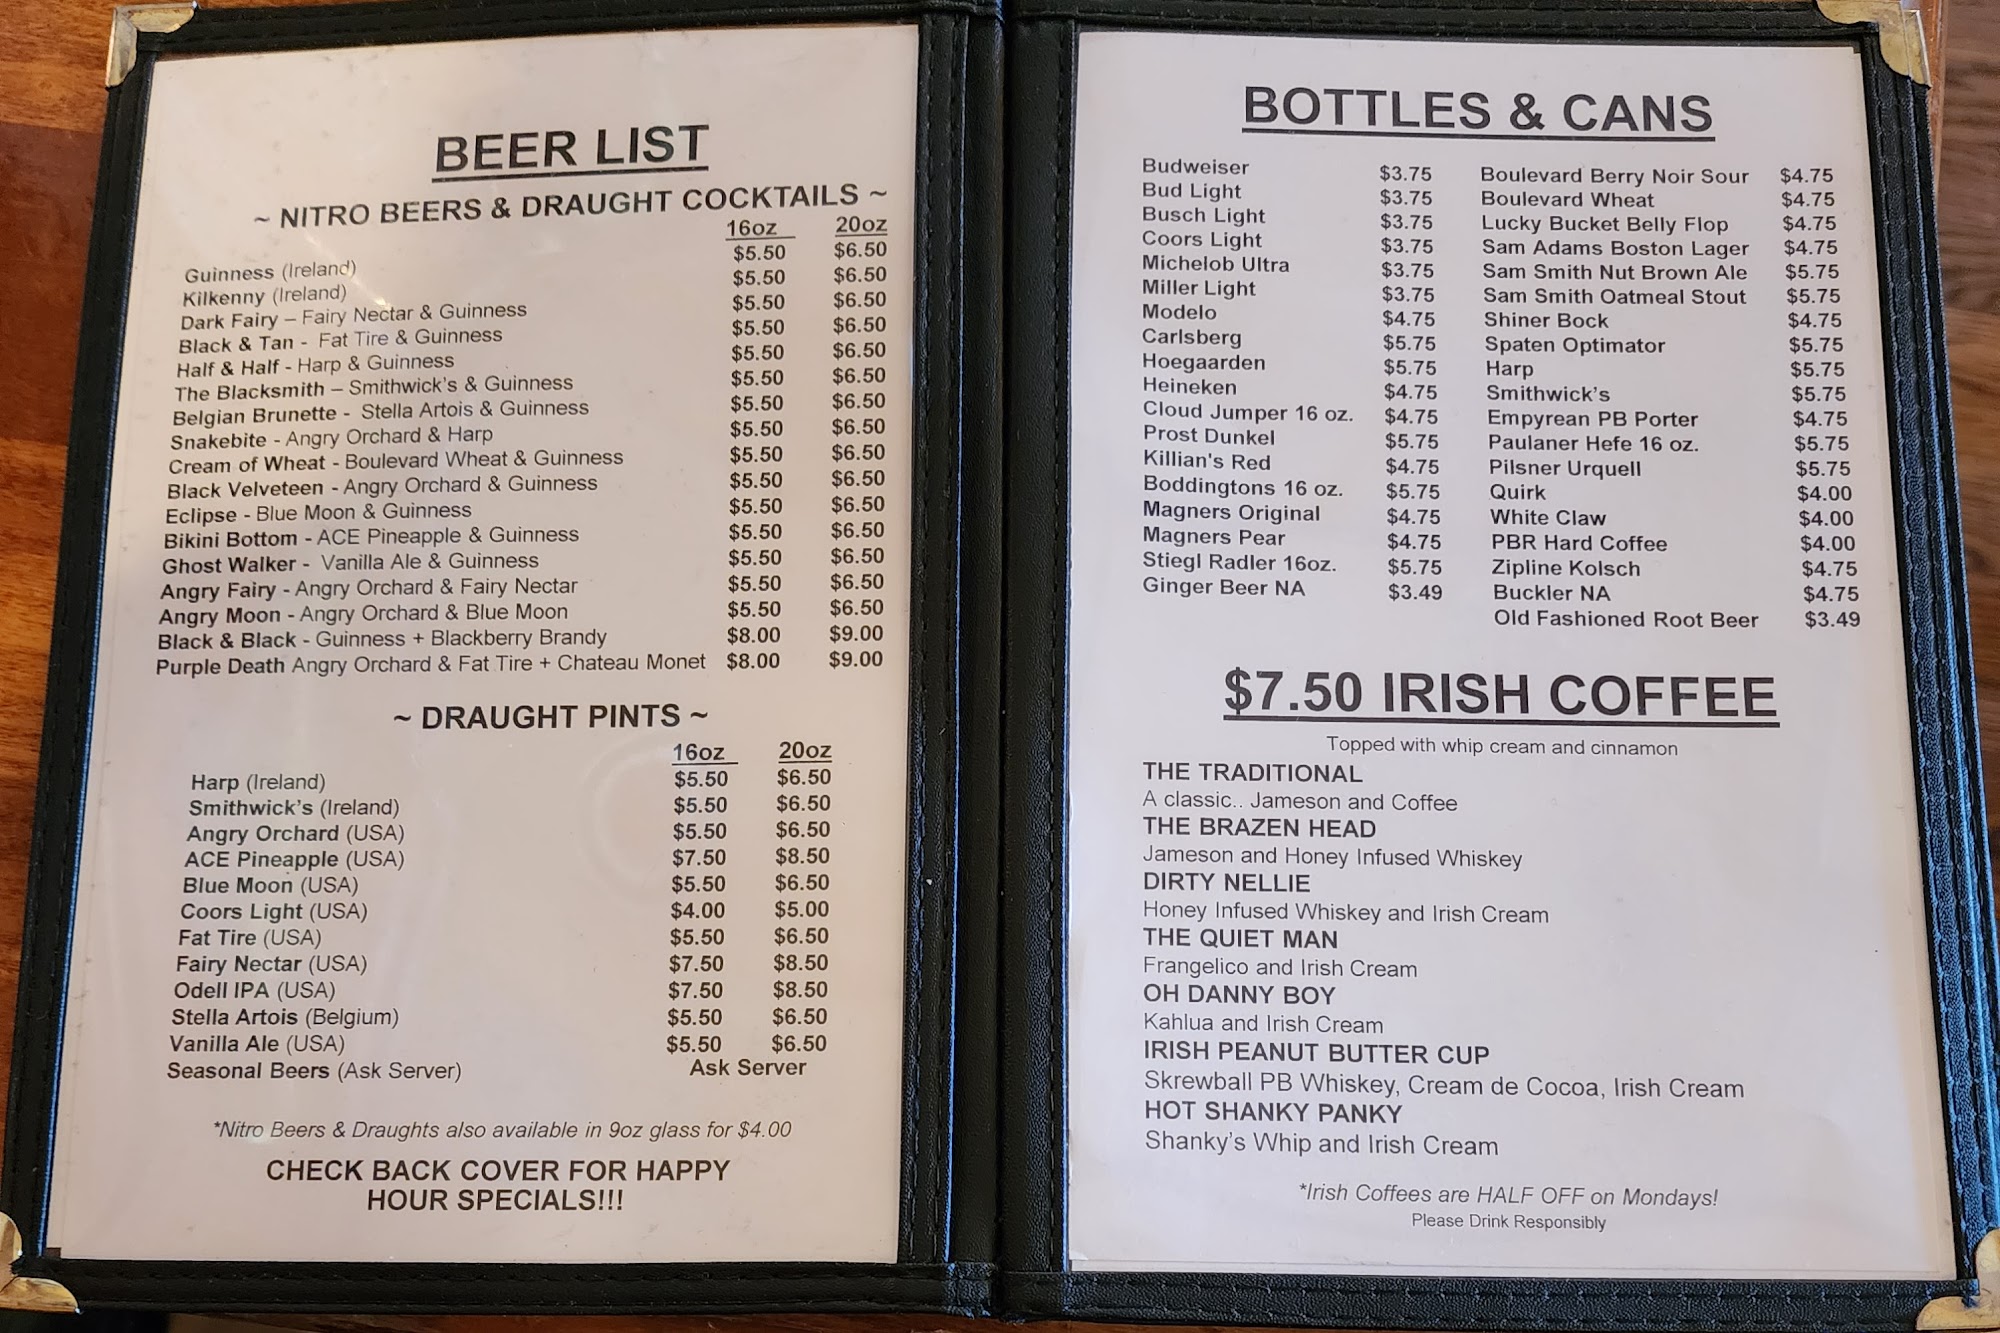 BEER LIST
~ NITRO BEERS & DRAUGHT COCKTAILS ~
16oz 20oz
Guinness (Ireland) $5.50 $6.50
Kilkenny (Ireland) $5.50 $6.50
Dark Fairy – Fairy Nectar & Guinness $5.50 $6.50
Black & Tan - Fat Tire & Guinness $5.50 $6.50
Half & Half - Harp & Guinness $5.50 $6.50
The Blacksmith – Smithwick's & Guinness $5.50 $6.50
Belgian Brunette - Stella Artois & Guinness $5.50 $6.50
Snakebite - Angry Orchard & Harp $5.50 $6.50
Cream of Wheat - Boulevard Wheat & Guinness $5.50 $6.50
Black Velveteen - Angry Orchard & Guinness $5.50 $6.50
Eclipse - Blue Moon & Guinness $5.50 $6.50
Bikini Bottom - ACE Pineapple & Guinness $5.50 $6.50
Ghost Walker - Vanilla Ale & Guinness $5.50 $6.50
Angry Fairy - Angry Orchard & Fairy Nectar $5.50 $6.50
Angry Moon - Angry Orchard & Blue Moon $5.50 $6.50
Black & Black - Guinness + Blackberry Brandy $8.00 $9.00
Purple Death Angry Orchard & Fat Tire + Chateau Monet $8.00 $9.00
~ DRAUGHT PINTS ~
16oz 20oz
Harp (Ireland) $5.50 $6.50
Smithwick's (Ireland) $5.50 $6.50
Angry Orchard (USA) $5.50 $6.50
ACE Pineapple (USA) $7.50 $8.50
Blue Moon (USA) $5.50 $6.50
Coors Light (USA) $4.00 $5.00
Fat Tire (USA) $5.50 $6.50
Fairy Nectar (USA) $7.50 $8.50
Odell IPA (USA) $7.50 $8.50
Stella Artois (Belgium) $5.50 $6.50
Vanilla Ale (USA) $5.50 $6.50
Seasonal Beers (Ask Server) Ask Server
*Nitro Beers & Draughts also available in 9oz glass for $4.00
CHECK BACK COVER FOR HAPPY
HOUR SPECIALS!!!
BOTTLES & CANS
Budweiser $3.75
Bud Light $3.75
Busch Light $3.75
Coors Light $3.75
Michelob Ultra $3.75
Miller Light $3.75
Modelo $4.75
Carlsberg $5.75
Hoegaarden $5.75
Heineken $4.75
Cloud Jumper 16 oz. $4.75
Prost Dunkel $5.75
Killian's Red $4.75
Boddingtons 16 oz. $5.75
Magners Original $4.75
Magners Pear $4.75
Stiegl Radler 16oz. $5.75
Ginger Beer NA $3.49
Boulevard Berry Noir Sour $4.75
Boulevard Wheat $4.75
Lucky Bucket Belly Flop $4.75
Sam Adams Boston Lager $4.75
Sam Smith Nut Brown Ale $5.75
Sam Smith Oatmeal Stout $5.75
Shiner Bock $4.75
Spaten Optimator $5.75
Harp $5.75
Smithwick's $5.75
Empyrean PB Porter $4.75
Paulaner Hefe 16 oz. $5.75
Pilsner Urquell $5.75
Quirk $4.00
White Claw $4.00
PBR Hard Coffee $4.00
Zipline Kolsch $4.75
Buckler NA $4.75
Old Fashioned Root Beer $3.49
$7.50 IRISH COFFEE
Topped with whip cream and cinnamon
THE TRADITIONAL
A classic.. Jameson and Coffee
THE BRAZEN HEAD
Jameson and Honey Infused Whiskey
DIRTY NELLIE
Honey Infused Whiskey and Irish Cream
THE QUIET MAN
Frangelico and Irish Cream
OH DANNY BOY
Kahlua and Irish Cream
IRISH PEANUT BUTTER CUP
Skrewball PB Whiskey, Cream de Cocoa, Irish Cream
HOT SHANKY PANKY
Shanky's Whip and Irish Cream
*Irish Coffees are HALF OFF on Mondays!
Please Drink Responsibly